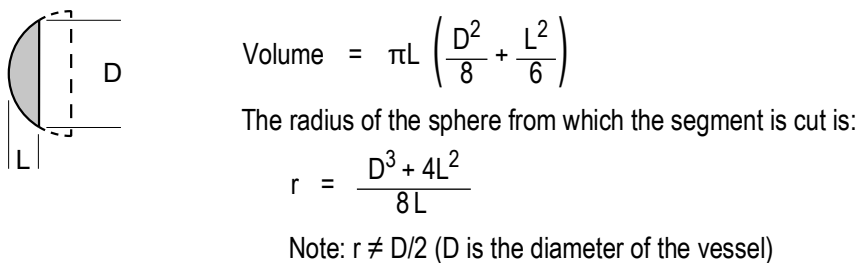 D
L
Volume = πL (D²/8 + L²/6)
The radius of the sphere from which the segment is cut is:
r = (D³ + 4L²)/(8L)
Note: r ≠ D/2 (D is the diameter of the vessel)